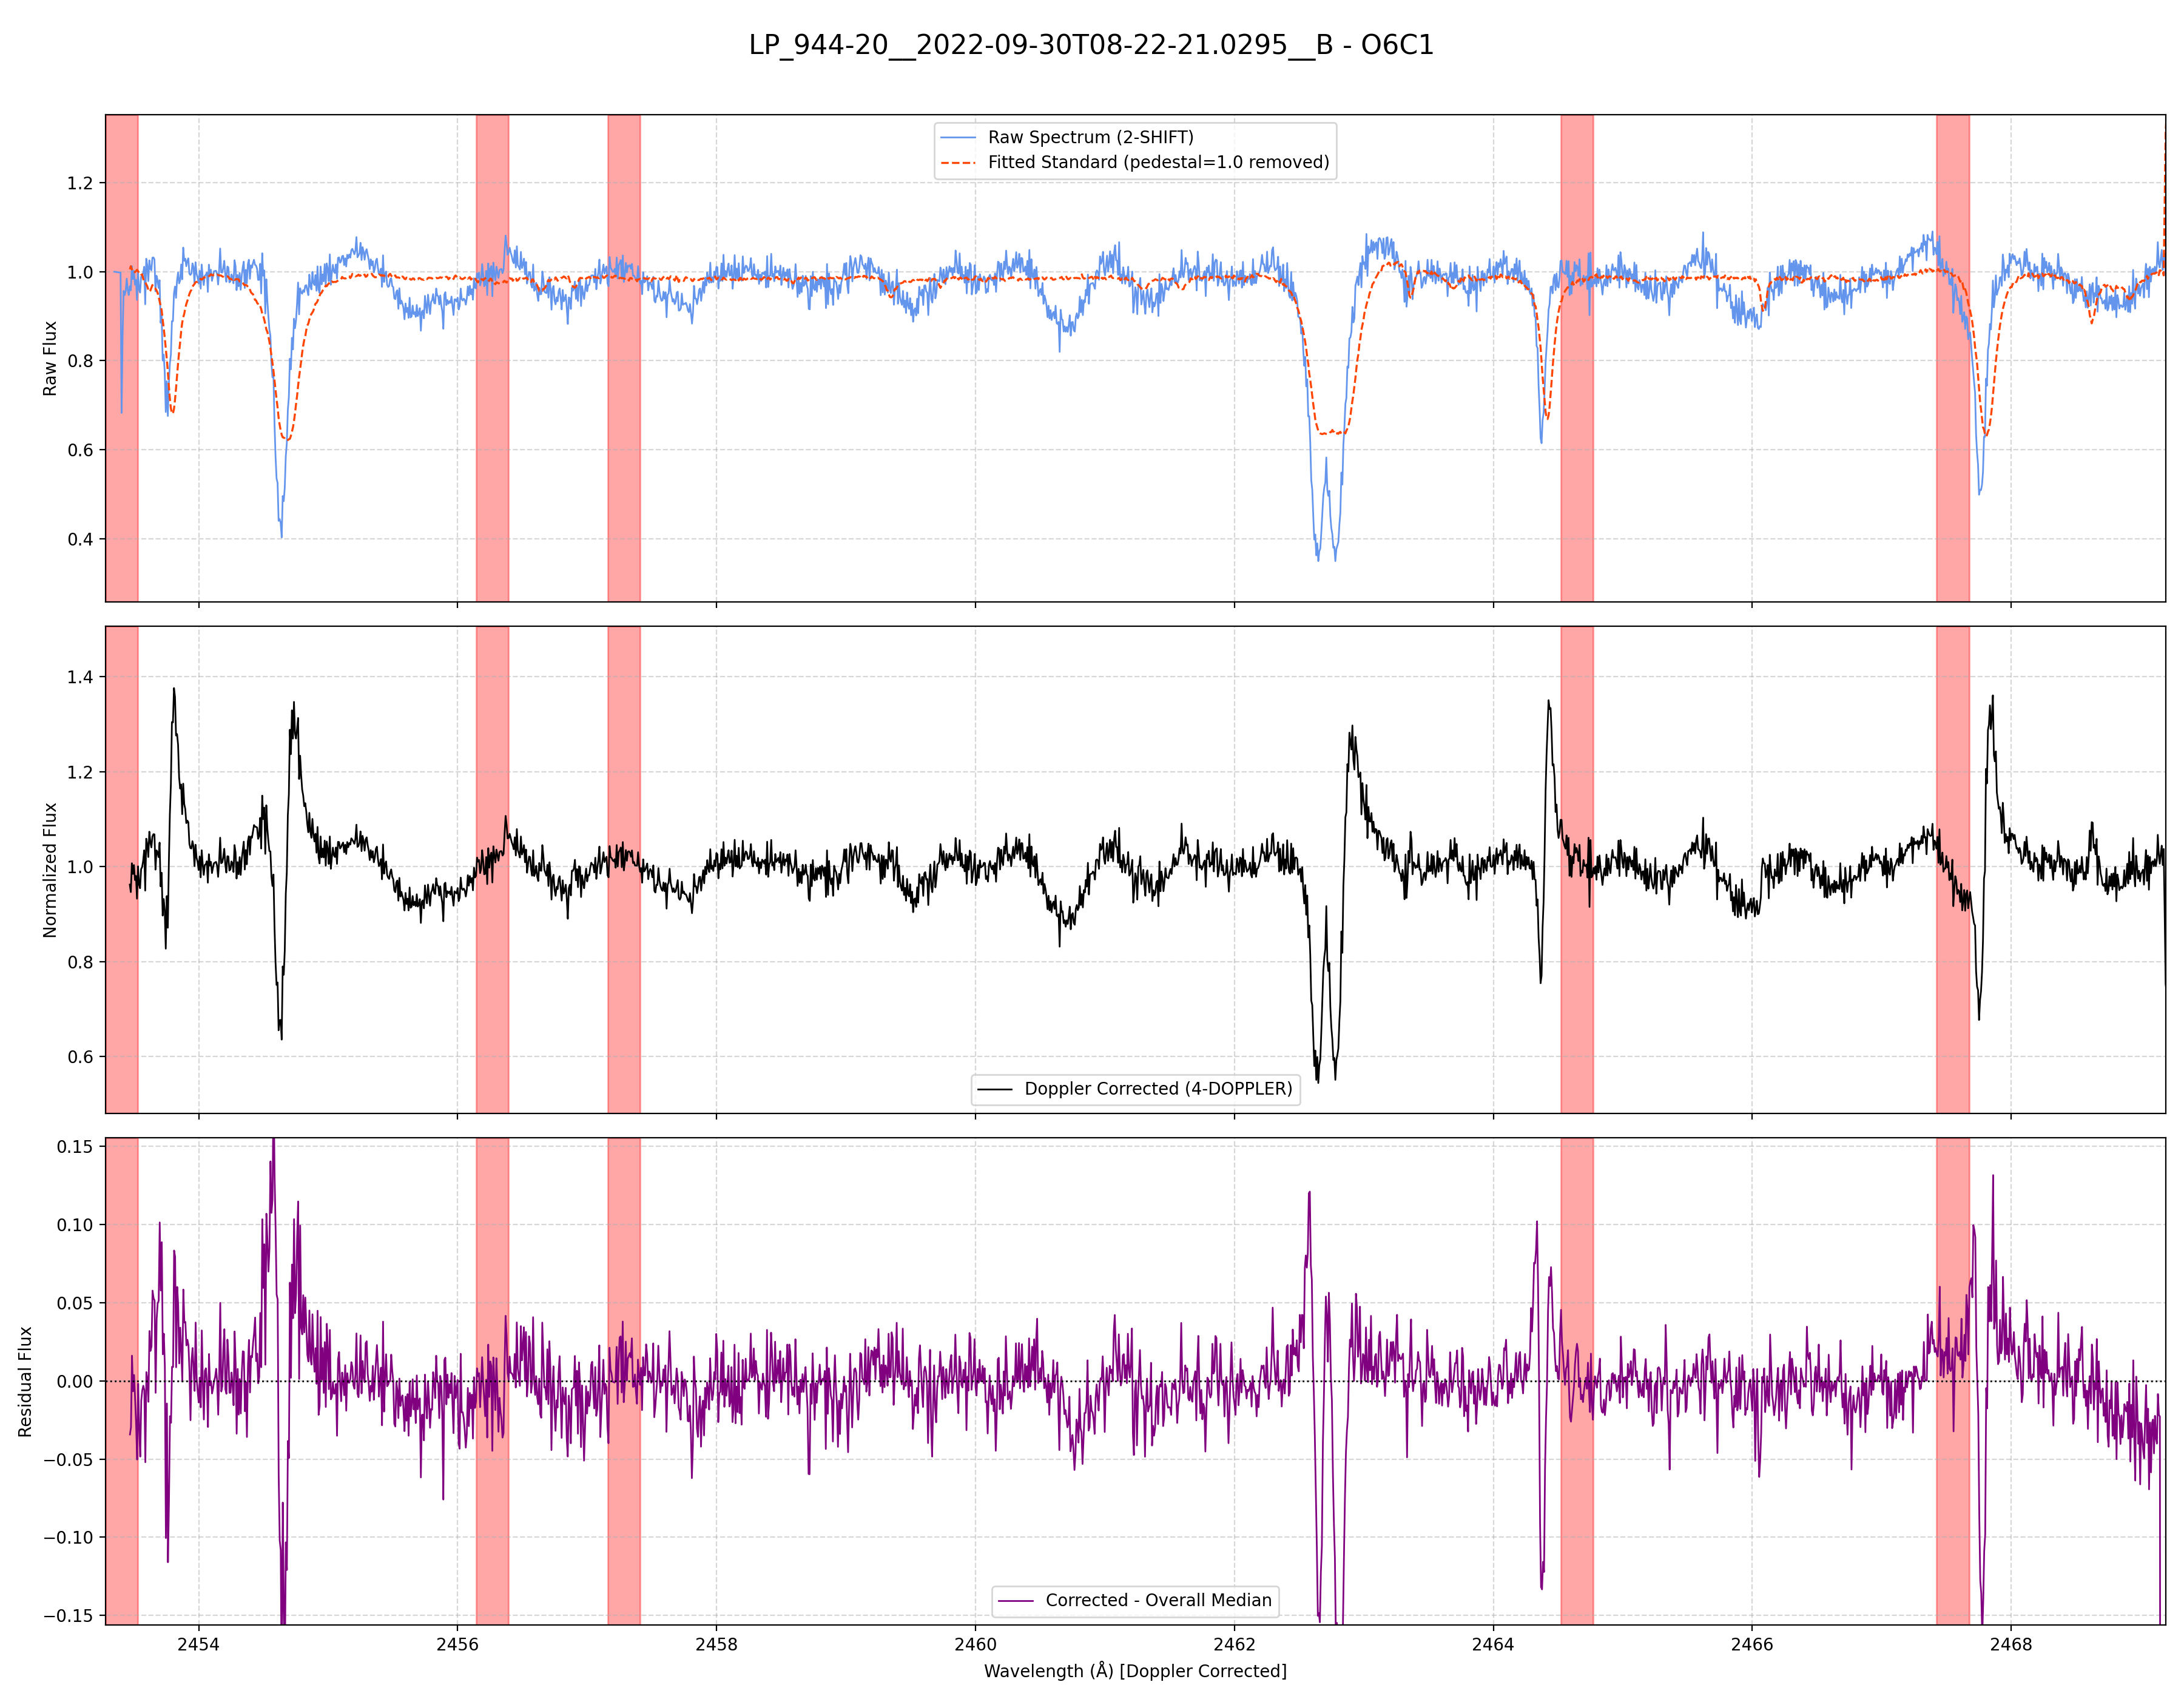 LP_944-20__2022-09-30T08-22-21.0295__B - O6C1
Raw Spectrum (2-SHIFT)
Fitted Standard (pedestal=1.0 removed)
1.2
1.0
0.8
0.6
0.4
Raw Flux
1.4
1.2
1.0
0.8
0.6
Normalized Flux
Doppler Corrected (4-DOPPLER)
0.15
0.10
0.05
0.00
−0.05
−0.10
−0.15
Residual Flux
Corrected - Overall Median
2454 2456 2458 2460 2462 2464 2466 2468
Wavelength (Å) [Doppler Corrected]